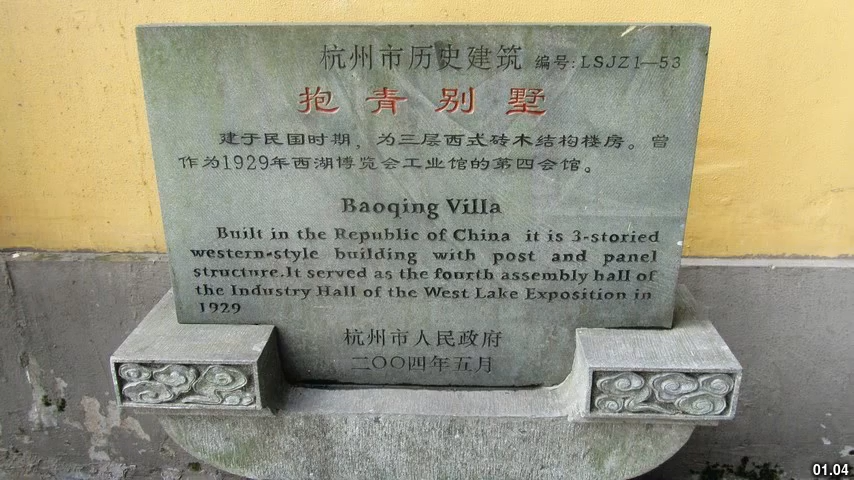 杭州市历史建筑 编号:LSJZ1—53
抱青别墅
建于民国时期，为三层西式砖木结构楼房。曾
作为1929年西湖博览会工业馆的第四会馆。
Baoqing Villa
Built in the Republic of China it is 3-storied
western-style building with post and panel
structure.It served as the fourth assembly hall of
the Industry Hall of the West Lake Exposition in
1929
杭州市人民政府
二〇〇四年五月
01.04